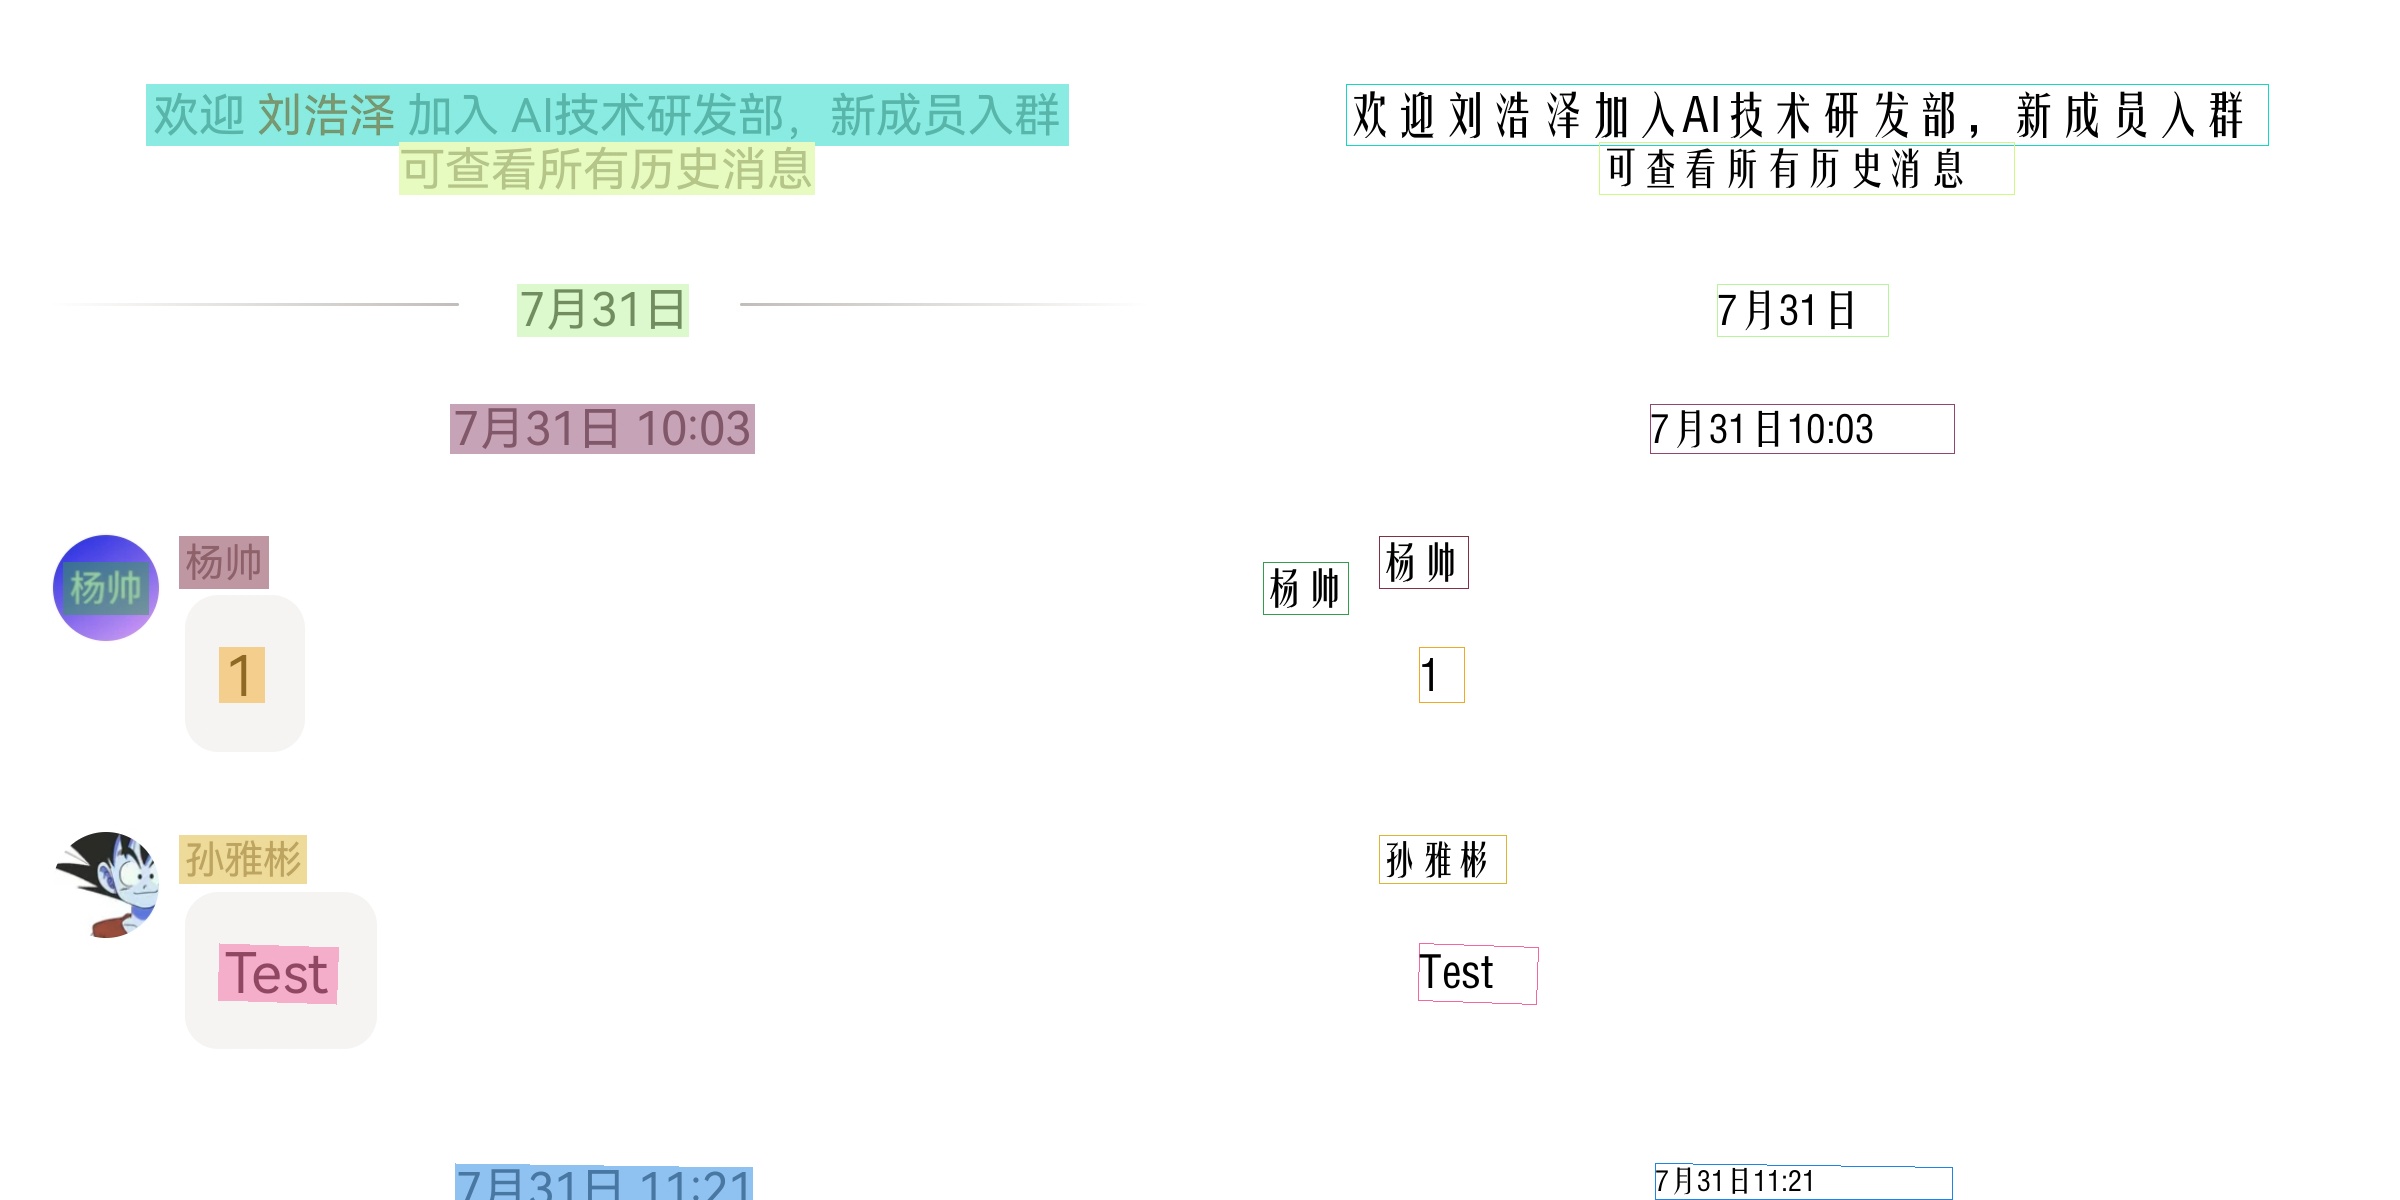 欢迎 刘浩泽 加入 AI技术研发部，新成员入群
可查看所有历史消息
7月31日
7月31日 10:03
杨帅
杨帅
1
孙雅彬
Test
7月31日 11:21
欢迎刘浩泽加入AI技术研发部，新成员入群
可查看所有历史消息
7月31日
7月31日10:03
杨帅
杨帅
1
孙雅彬
Test
7月31日11:21